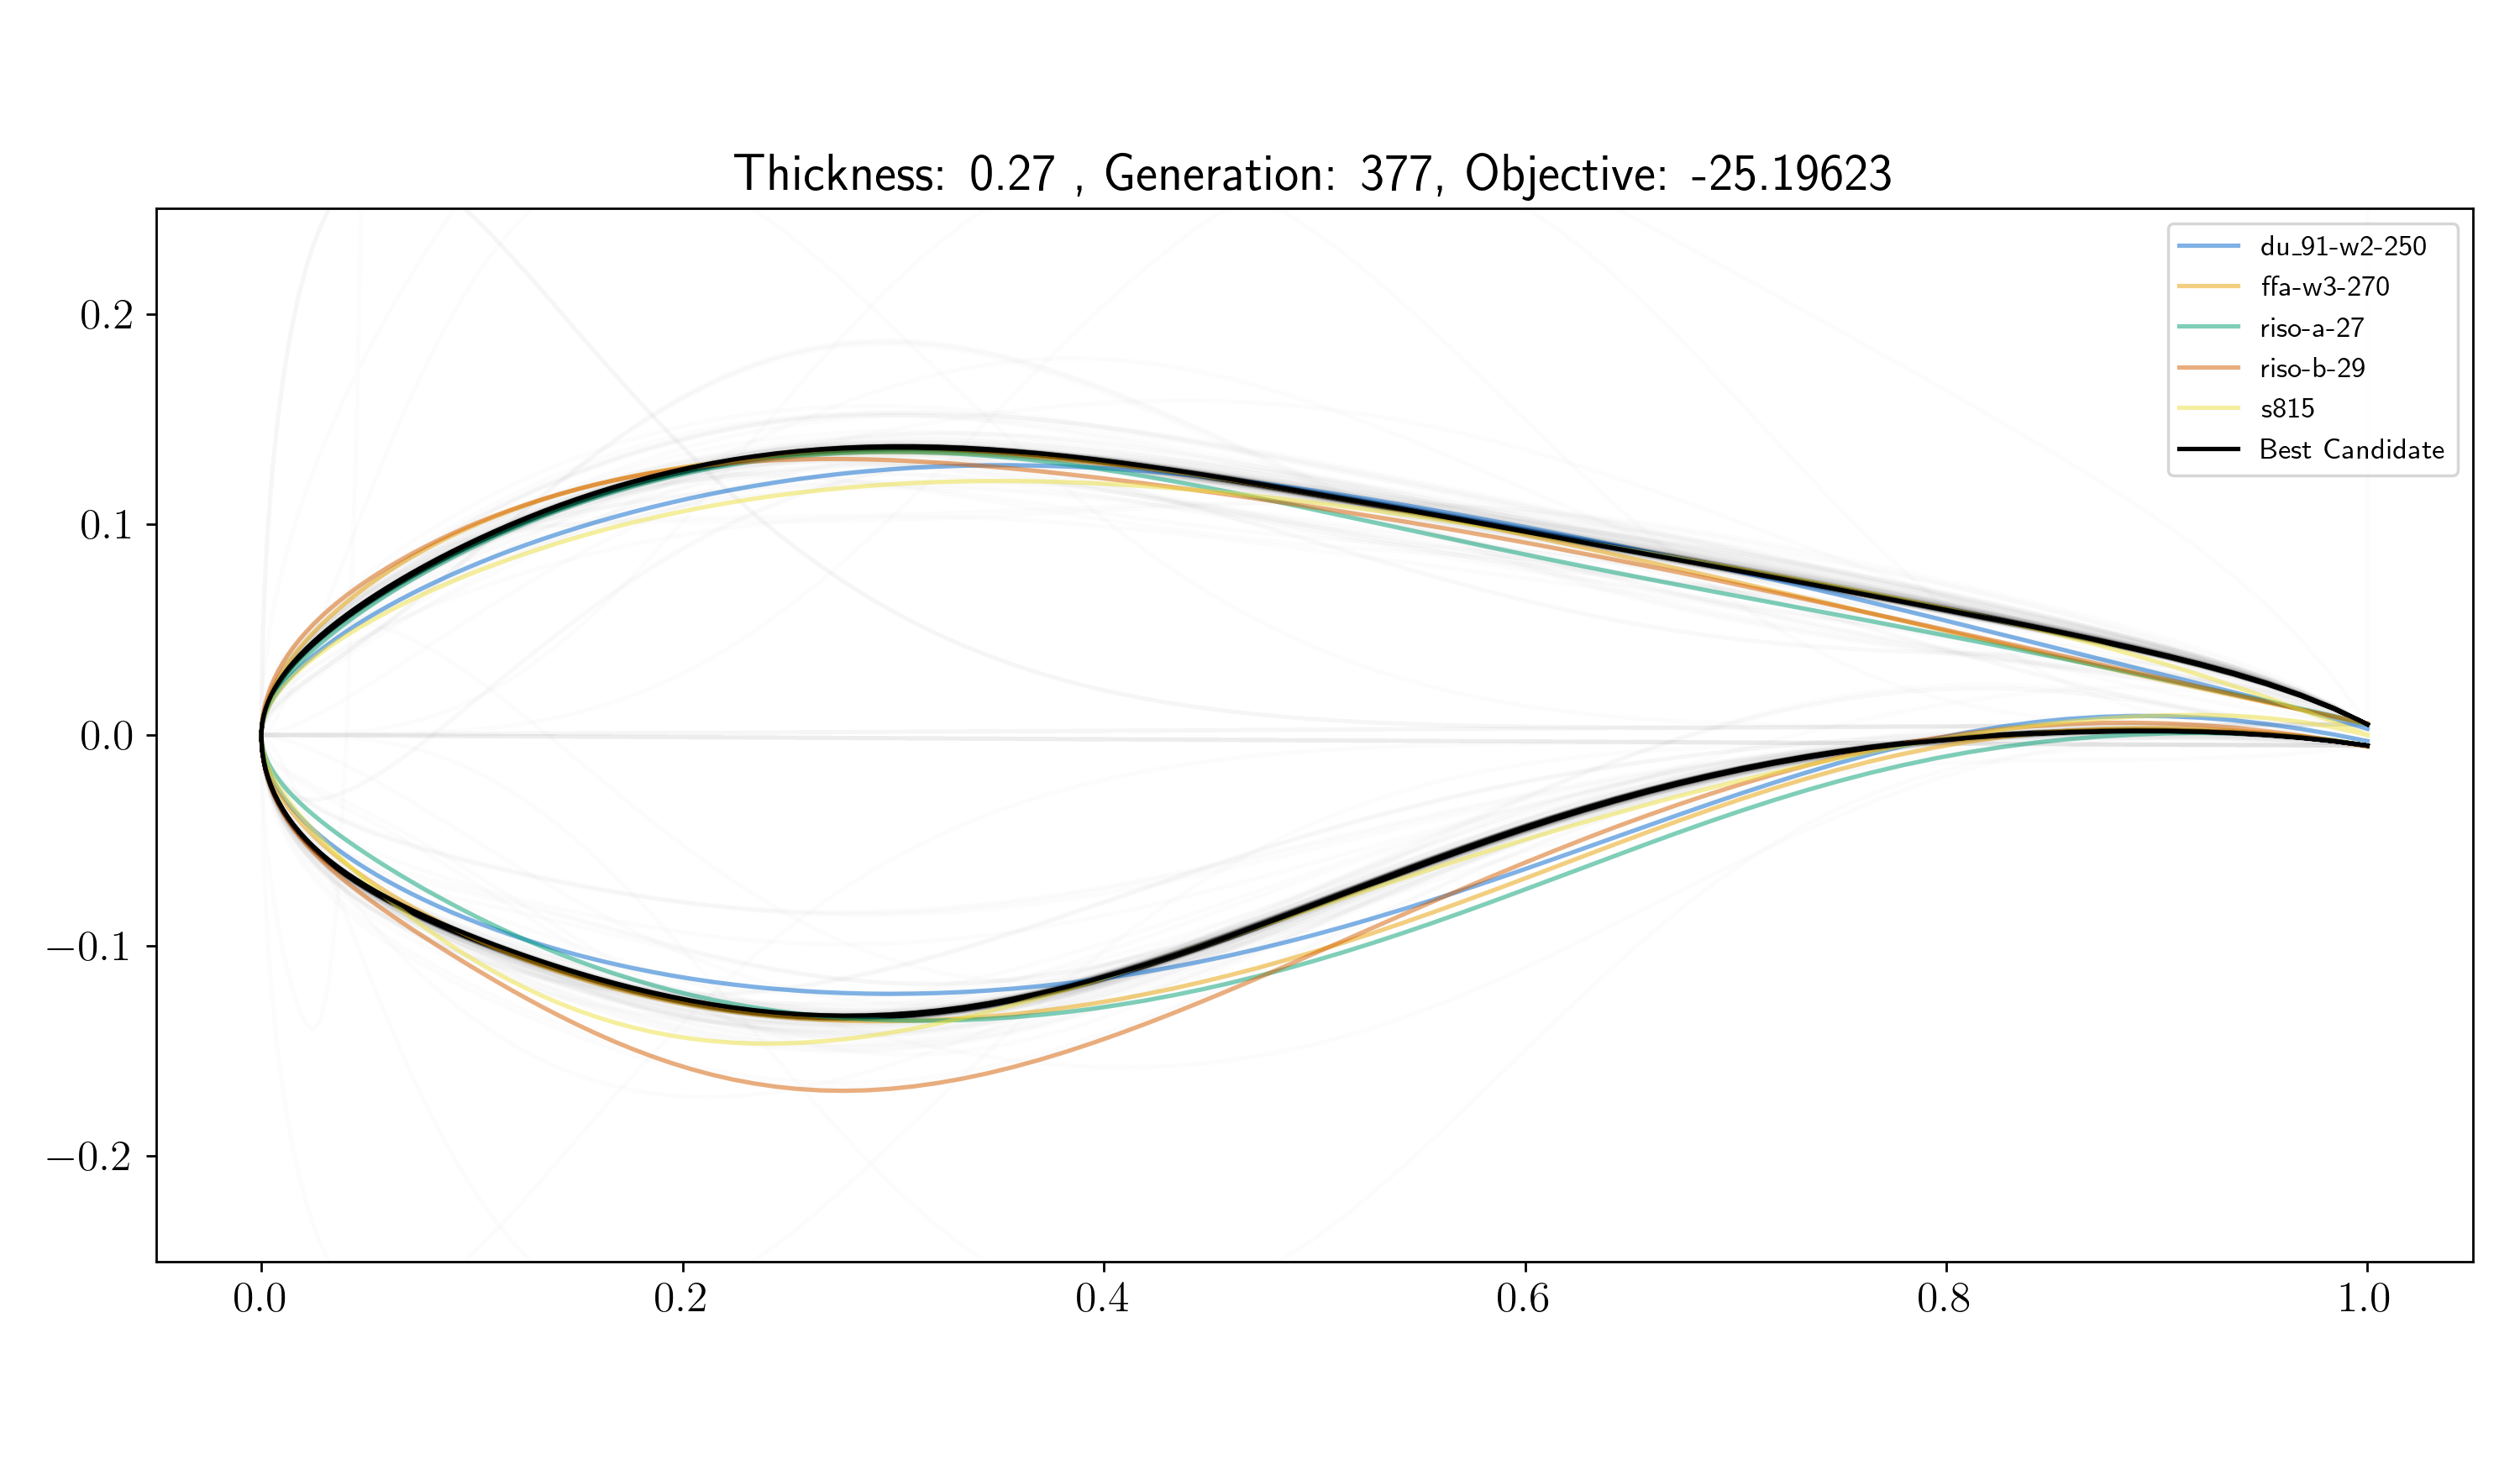 Thickness: 0.27 , Generation: 377, Objective: -25.19623
du_91-w2-250
ffa-w3-270
riso-a-27
riso-b-29
s815
Best Candidate
0.2
0.1
0.0
−0.1
−0.2
0.0 0.2 0.4 0.6 0.8 1.0